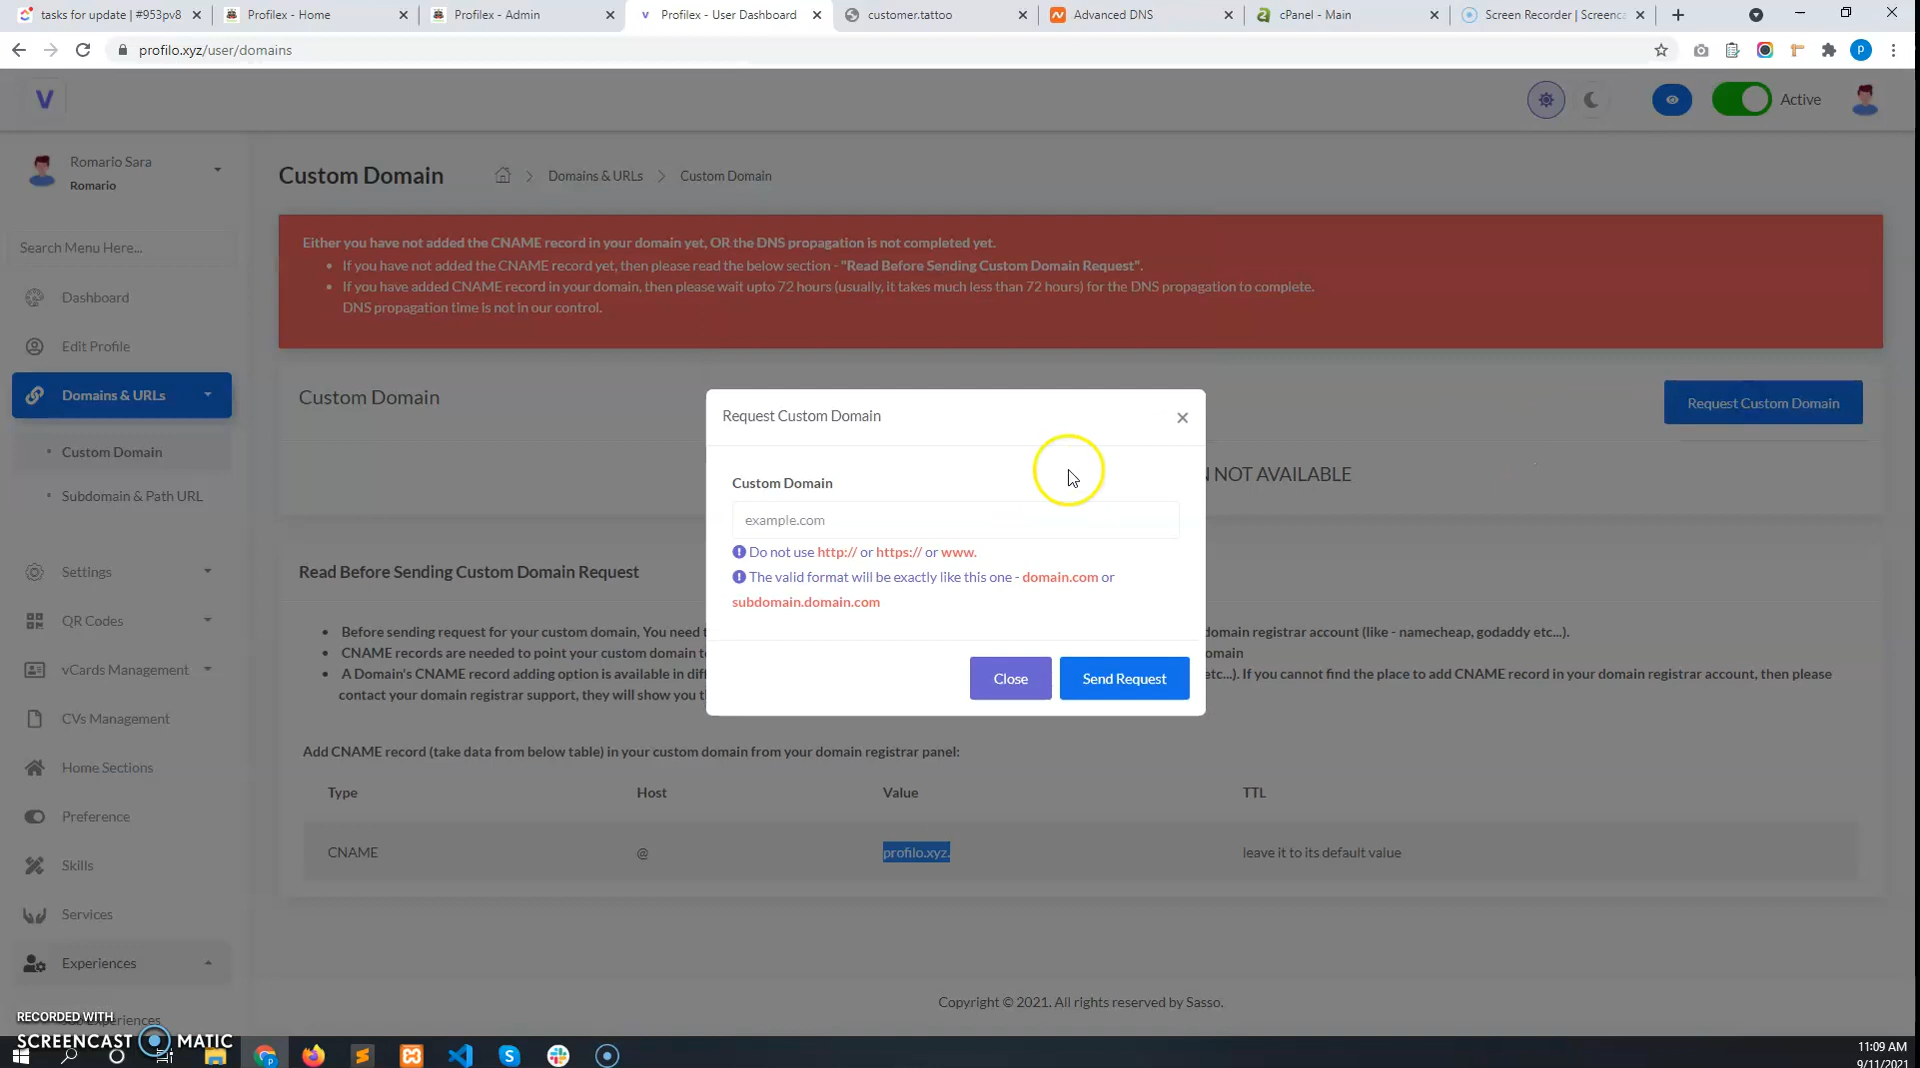 tasks for update | #953pv8
Profilex - Home
Profilex - Admin
Profilex - User Dashboard
customer.tattoo
Advanced DNS
cPanel - Main
Screen Recorder | Screenca
profilo.xyz/user/domains
P
V
Active
Romario Sara
Romario
Custom Domain
Domains & URLs
Custom Domain
Search Menu Here...
Either you have not added the CNAME record in your domain yet, OR the DNS propagation is not completed yet.
If you have not added the CNAME record yet, then please read the below section - "Read Before Sending Custom Domain Request".
If you have added CNAME record in your domain, then please wait upto 72 hours (usually, it takes much less than 72 hours) for the DNS propagation to complete.
DNS propagation time is not in our control.
Dashboard
Edit Profile
Domains & URLs
Custom Domain
Subdomain & Path URL
Settings
QR Codes
vCards Management
CVs Management
Home Sections
Preference
Skills
Services
Experiences
Custom Domain
Request Custom Domain
N NOT AVAILABLE
Request Custom Domain
Custom Domain
example.com
Do not use http:// or https:// or www.
The valid format will be exactly like this one - domain.com or
subdomain.domain.com
Close
Send Request
Read Before Sending Custom Domain Request
Before sending request for your custom domain, You need omain registrar account (like - namecheap, godaddy etc...).
CNAME records are needed to point your custom domain omain
A Domain's CNAME record adding option is available in etc...). If you cannot find the place to add CNAME record in your domain registrar account, then please
contact your domain registrar support, they will show you
Add CNAME record (take data from below table) in your custom domain from your domain registrar panel:
Type Host Value TTL
CNAME @ profilo.xyz. leave it to its default value
Copyright © 2021. All rights reserved by Sasso.
RECORDED WITH
SCREENCAST MATIC
11:09 AM
9/11/2021